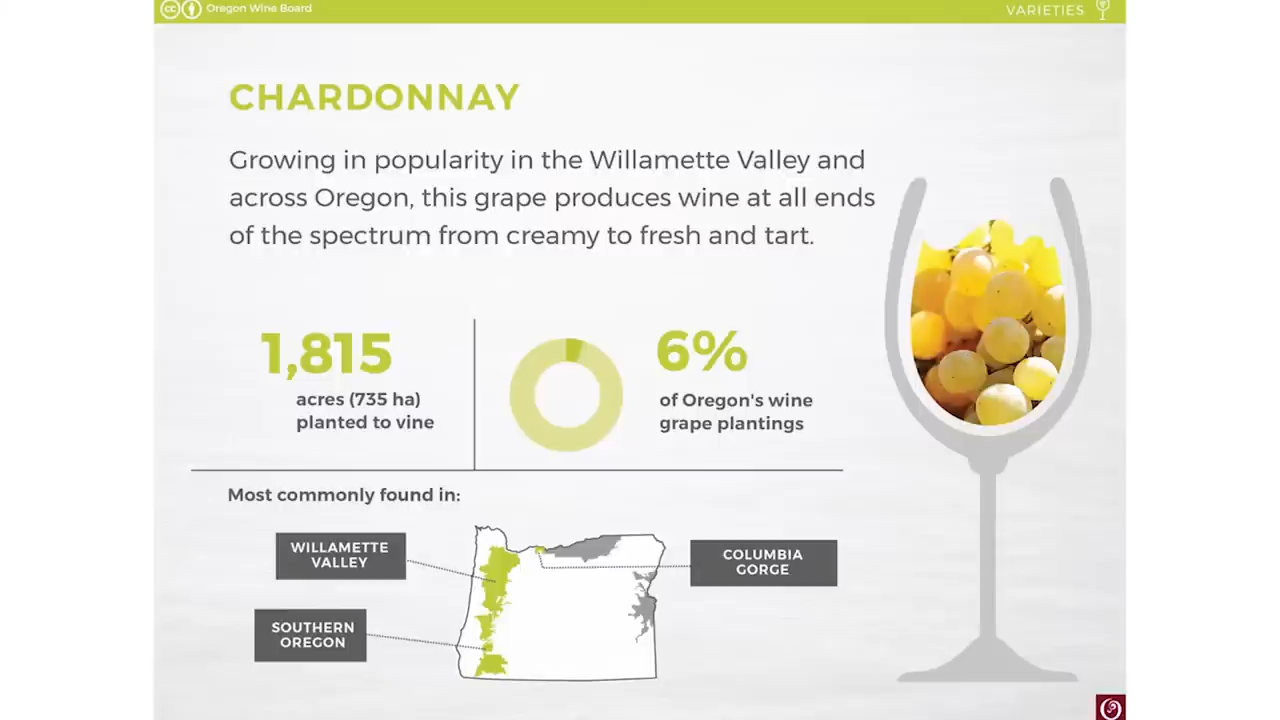 Oregon Wine Board
VARIETIES
CHARDONNAY
Growing in popularity in the Willamette Valley and
across Oregon, this grape produces wine at all ends
of the spectrum from creamy to fresh and tart.
1,815
acres (735 ha)
planted to vine
6%
of Oregon's wine
grape plantings
Most commonly found in:
WILLAMETTE
VALLEY
COLUMBIA
GORGE
SOUTHERN
OREGON